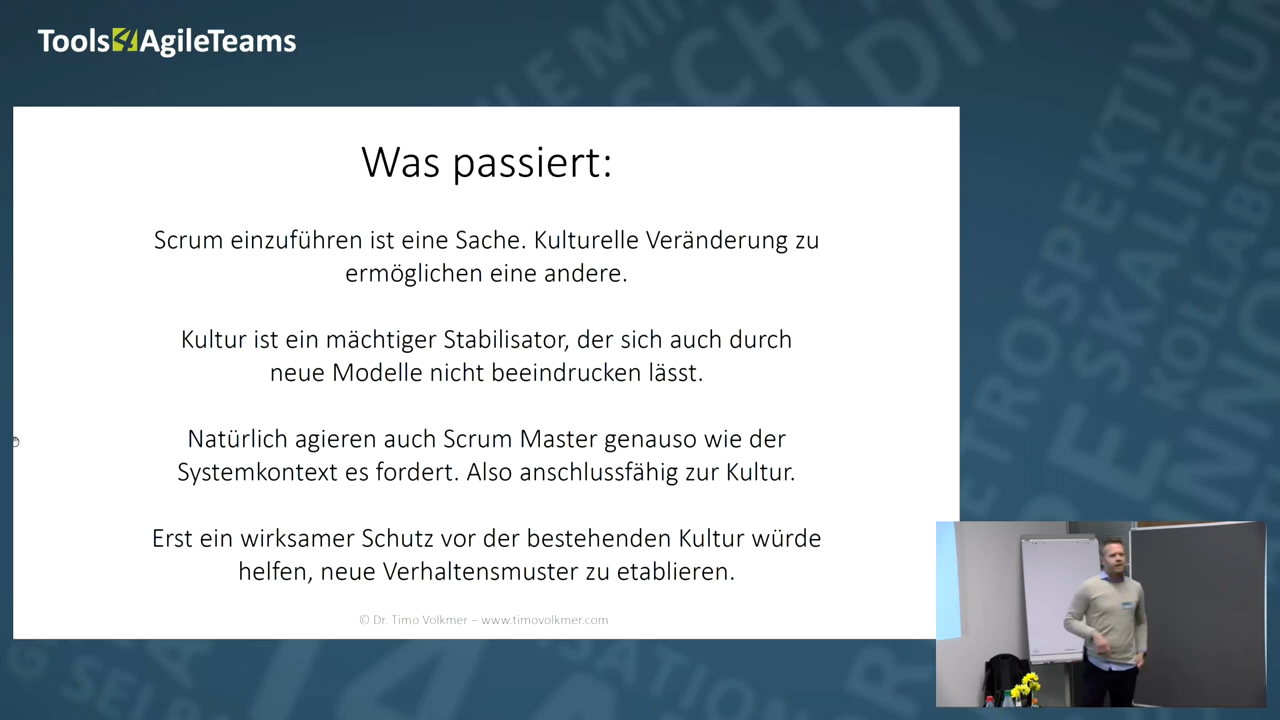 Tools4AgileTeams
Was passiert:
Scrum einzuführen ist eine Sache. Kulturelle Veränderung zu
ermöglichen eine andere.
Kultur ist ein mächtiger Stabilisator, der sich auch durch
neue Modelle nicht beeindrucken lässt.
Natürlich agieren auch Scrum Master genauso wie der
Systemkontext es fordert. Also anschlussfähig zur Kultur.
Erst ein wirksamer Schutz vor der bestehenden Kultur würde
helfen, neue Verhaltensmuster zu etablieren.
© Dr. Timo Volkmer – www.timovolkmer.com